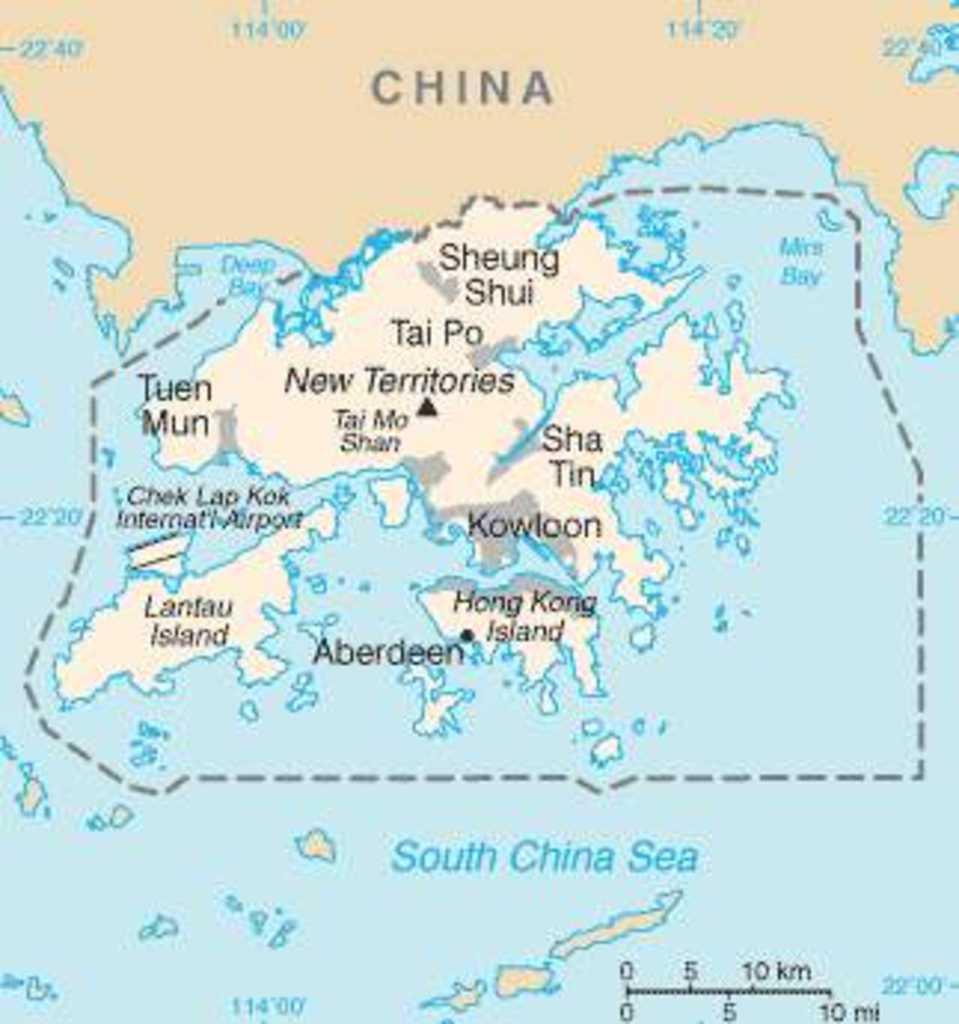 114°00'
114°20'
22°40'
22°40'
CHINA
Deep
Bay
Mirs
Bay
Sheung
Shui
Tai Po
New Territories
Tuen
Mun
Tai Mo
Shan
Sha
Tin
Chek Lap Kok
Internat'l Airport
22°20'
22°20'
Kowloon
Lantau
Island
Hong Kong
Island
Aberdeen
South China Sea
0 5 10 km
0 5 10 mi
22°00'
114°00'